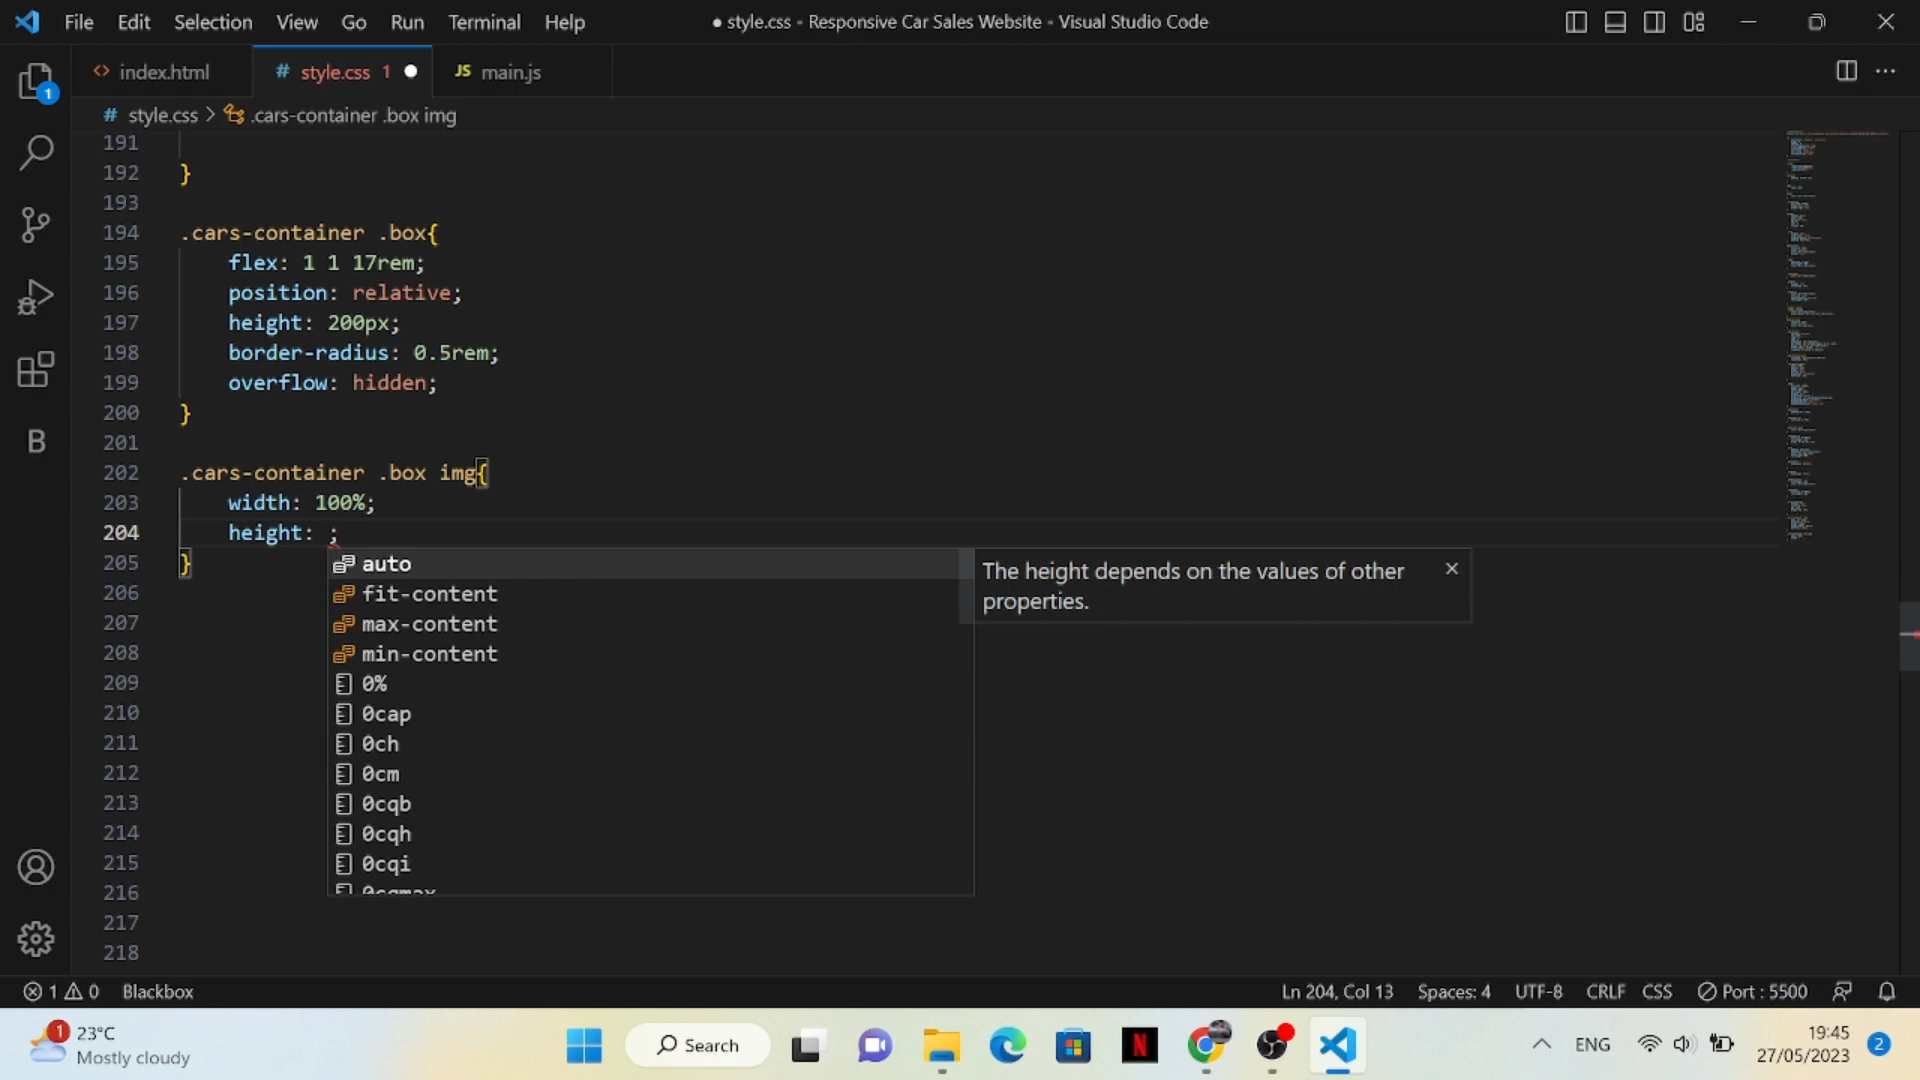 File Edit Selection View Go Run Terminal Help
● style.css - Responsive Car Sales Website - Visual Studio Code
<> index.html
# style.css 1 ●
JS main.js
1
# style.css > .cars-container .box img
191
192 }
193
194 .cars-container .box{
195 flex: 1 1 17rem;
196 position: relative;
197 height: 200px;
198 border-radius: 0.5rem;
199 overflow: hidden;
200 }
201
202 .cars-container .box img{
203 width: 100%;
204 height: ;
205 }
206
207
208
209
210
211
212
213
214
215
216
217
218
auto
fit-content
max-content
min-content
0%
0cap
0ch
0cm
0cqb
0cqh
0cqi
0cqmax
The height depends on the values of other
properties.
B
1 0 Blackbox
Ln 204, Col 13 Spaces: 4 UTF-8 CRLF CSS Port : 5500
1
23°C
Mostly cloudy
Search
N
ENG
19:45
27/05/2023
2